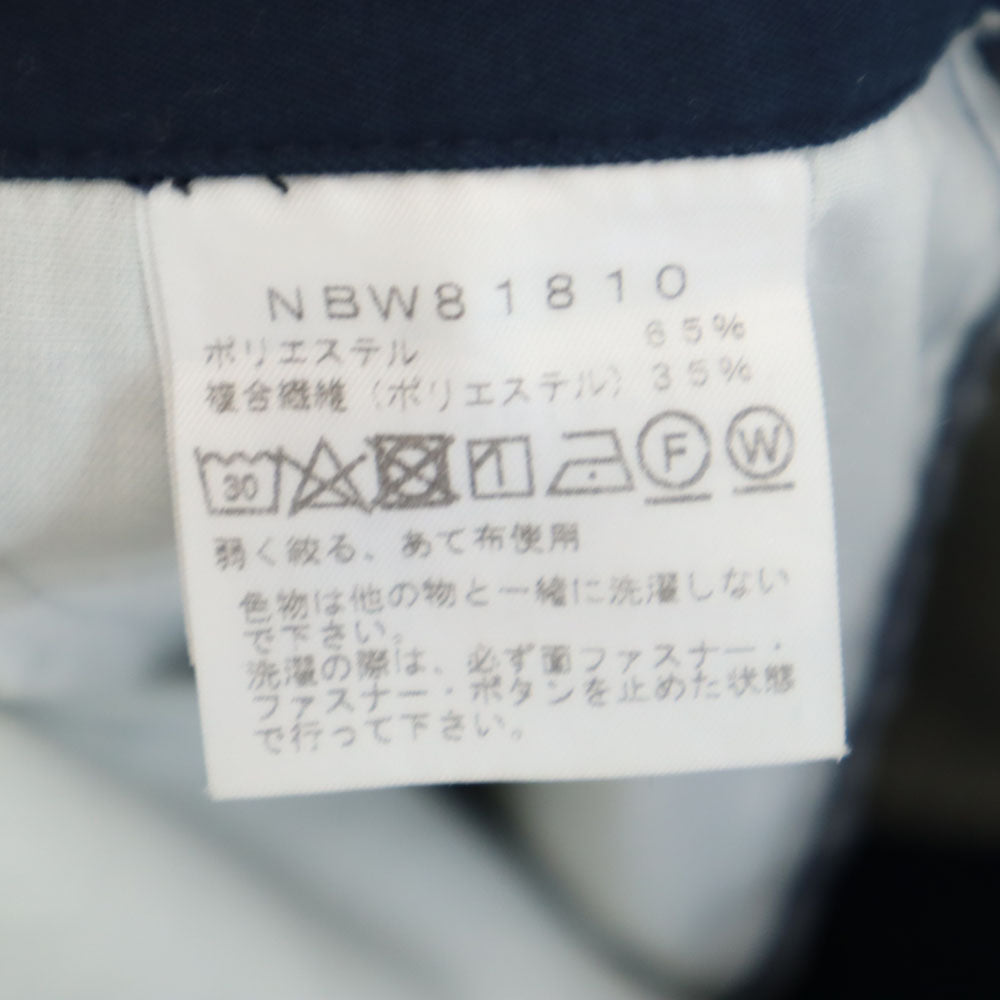 NBW81810
ポリエステル 65%
複合繊維(ポリエステル) 35%
30 F W
弱く絞る、あて布使用
色物は他の物と一緒に洗濯しない
で下さい。
洗濯の際は、必ず面ファスナー・
ファスナー・ボタンを止めた状態
で行って下さい。